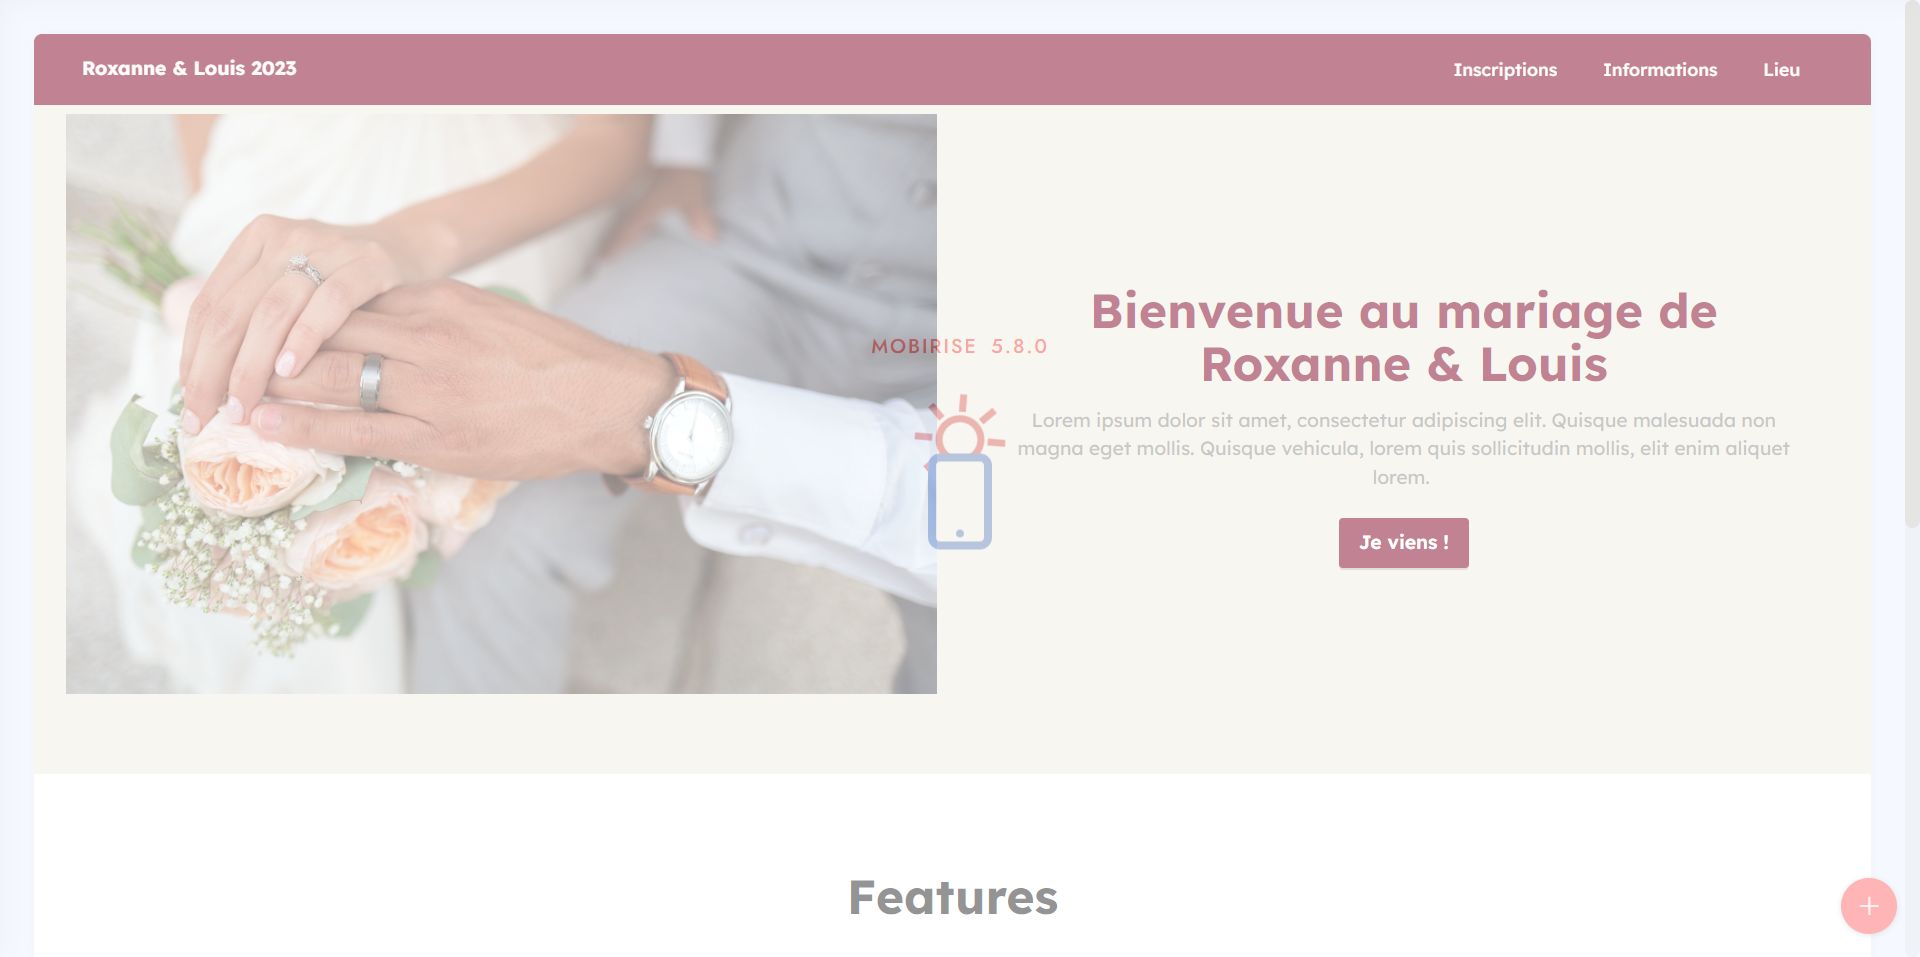 Roxanne & Louis 2023
Inscriptions
Informations
Lieu
MOBIRISE 5.8.0
Bienvenue au mariage de
Roxanne & Louis
Lorem ipsum dolor sit amet, consectetur adipiscing elit. Quisque malesuada non
magna eget mollis. Quisque vehicula, lorem quis sollicitudin mollis, elit enim aliquet
lorem.
Je viens !
Features